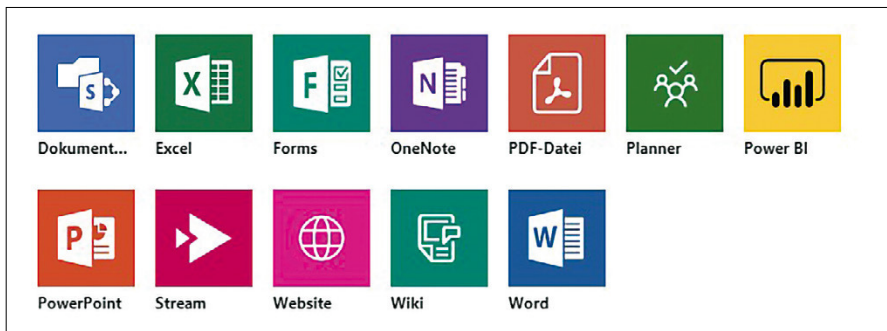 S X F N
Dokument... Excel Forms OneNote PDF-Datei Planner Power BI
P W
PowerPoint Stream Website Wiki Word